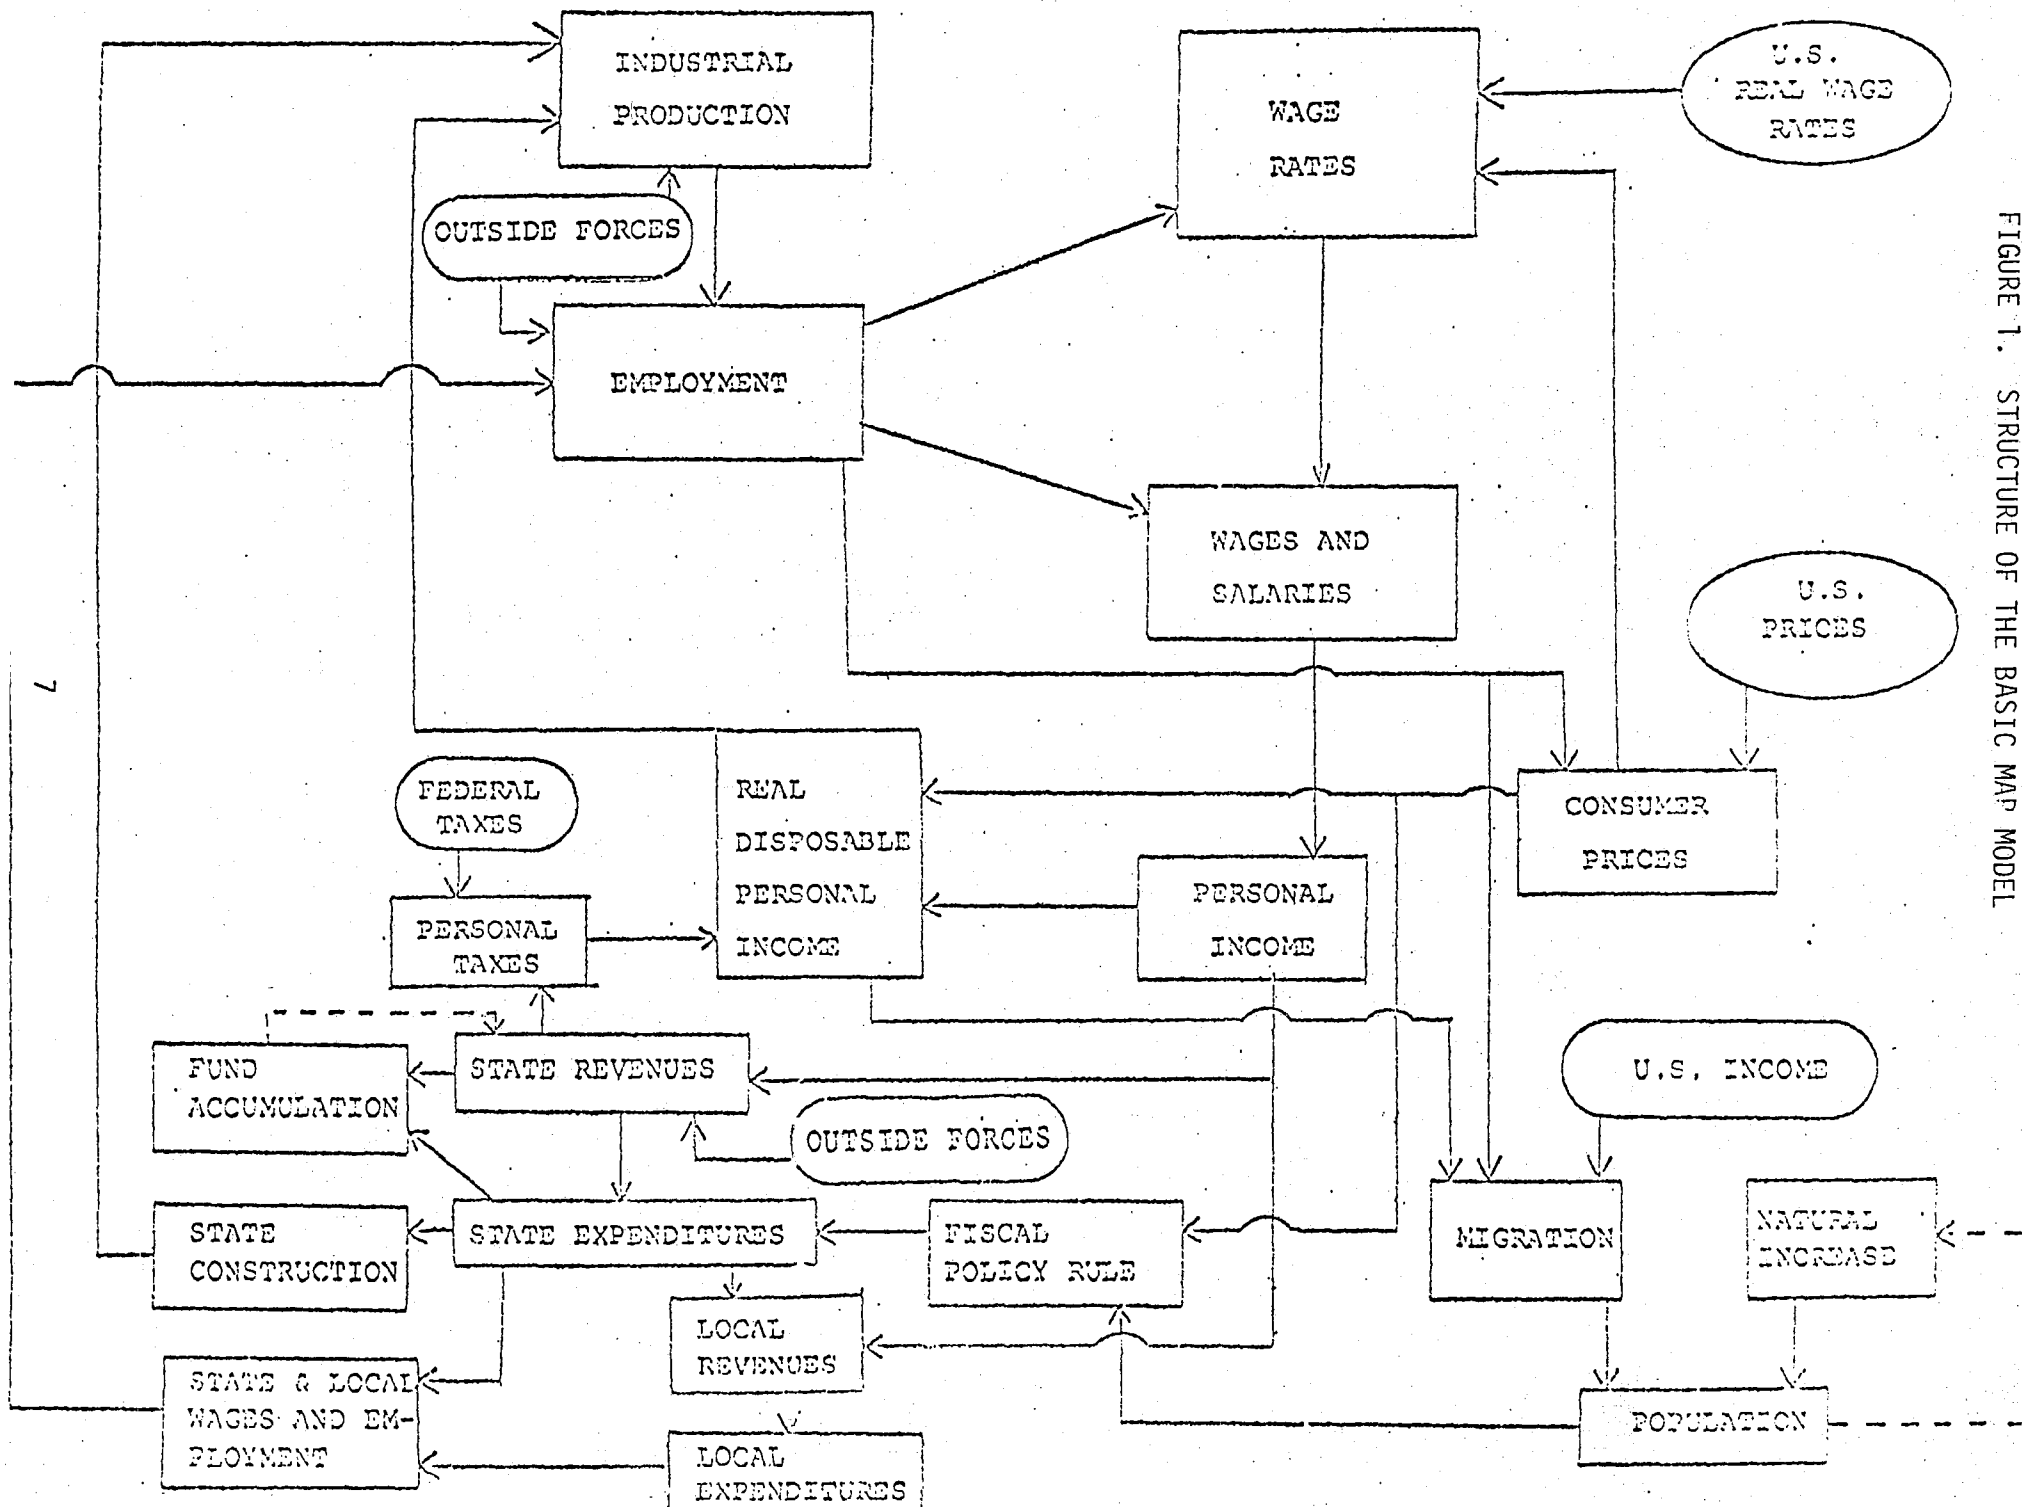 INDUSTRIAL
PRODUCTION
WAGE
RATES
U.S.
REAL WAGE
RATES
OUTSIDE FORCES
EMPLOYMENT
WAGES AND
SALARIES
U.S.
PRICES
FIGURE 1. STRUCTURE OF THE BASIC MAP MODEL
7
FEDERAL
TAXES
REAL
DISPOSABLE
PERSONAL
INCOME
CONSUMER
PRICES
PERSONAL
TAXES
PERSONAL
INCOME
FUND
ACCUMULATION
STATE REVENUES
U.S. INCOME
OUTSIDE FORCES
STATE
CONSTRUCTION
STATE EXPENDITURES
FISCAL
POLICY RULE
MIGRATION
NATURAL
INCREASE
LOCAL
REVENUES
STATE & LOCAL
WAGES AND EM-
PLOYMENT
POPULATION
LOCAL
EXPENDITURES